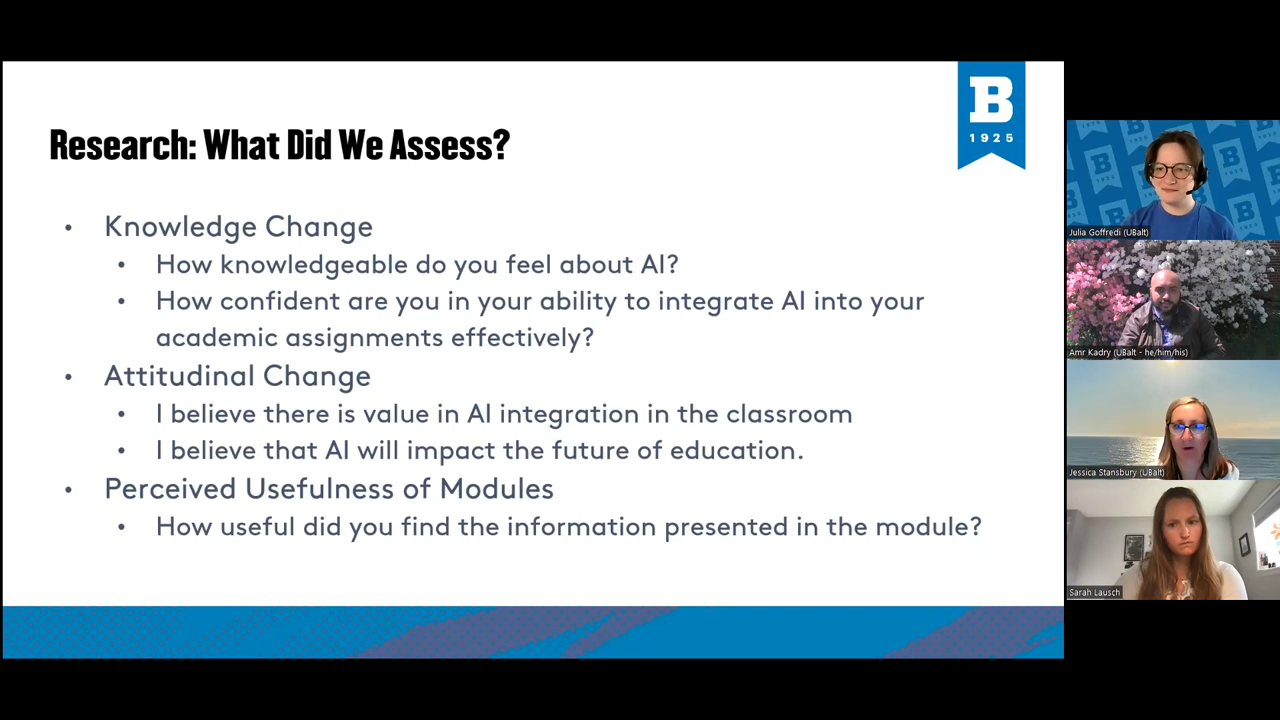 B
1925
Research: What Did We Assess?
• Knowledge Change
• How knowledgeable do you feel about AI?
• How confident are you in your ability to integrate AI into your
academic assignments effectively?
• Attitudinal Change
• I believe there is value in AI integration in the classroom
• I believe that AI will impact the future of education.
• Perceived Usefulness of Modules
• How useful did you find the information presented in the module?
Julia Goffredi (UBalt)
Amr Kadry (UBalt - he/him/his)
Jessica Stansbury (UBalt)
Sarah Lausch